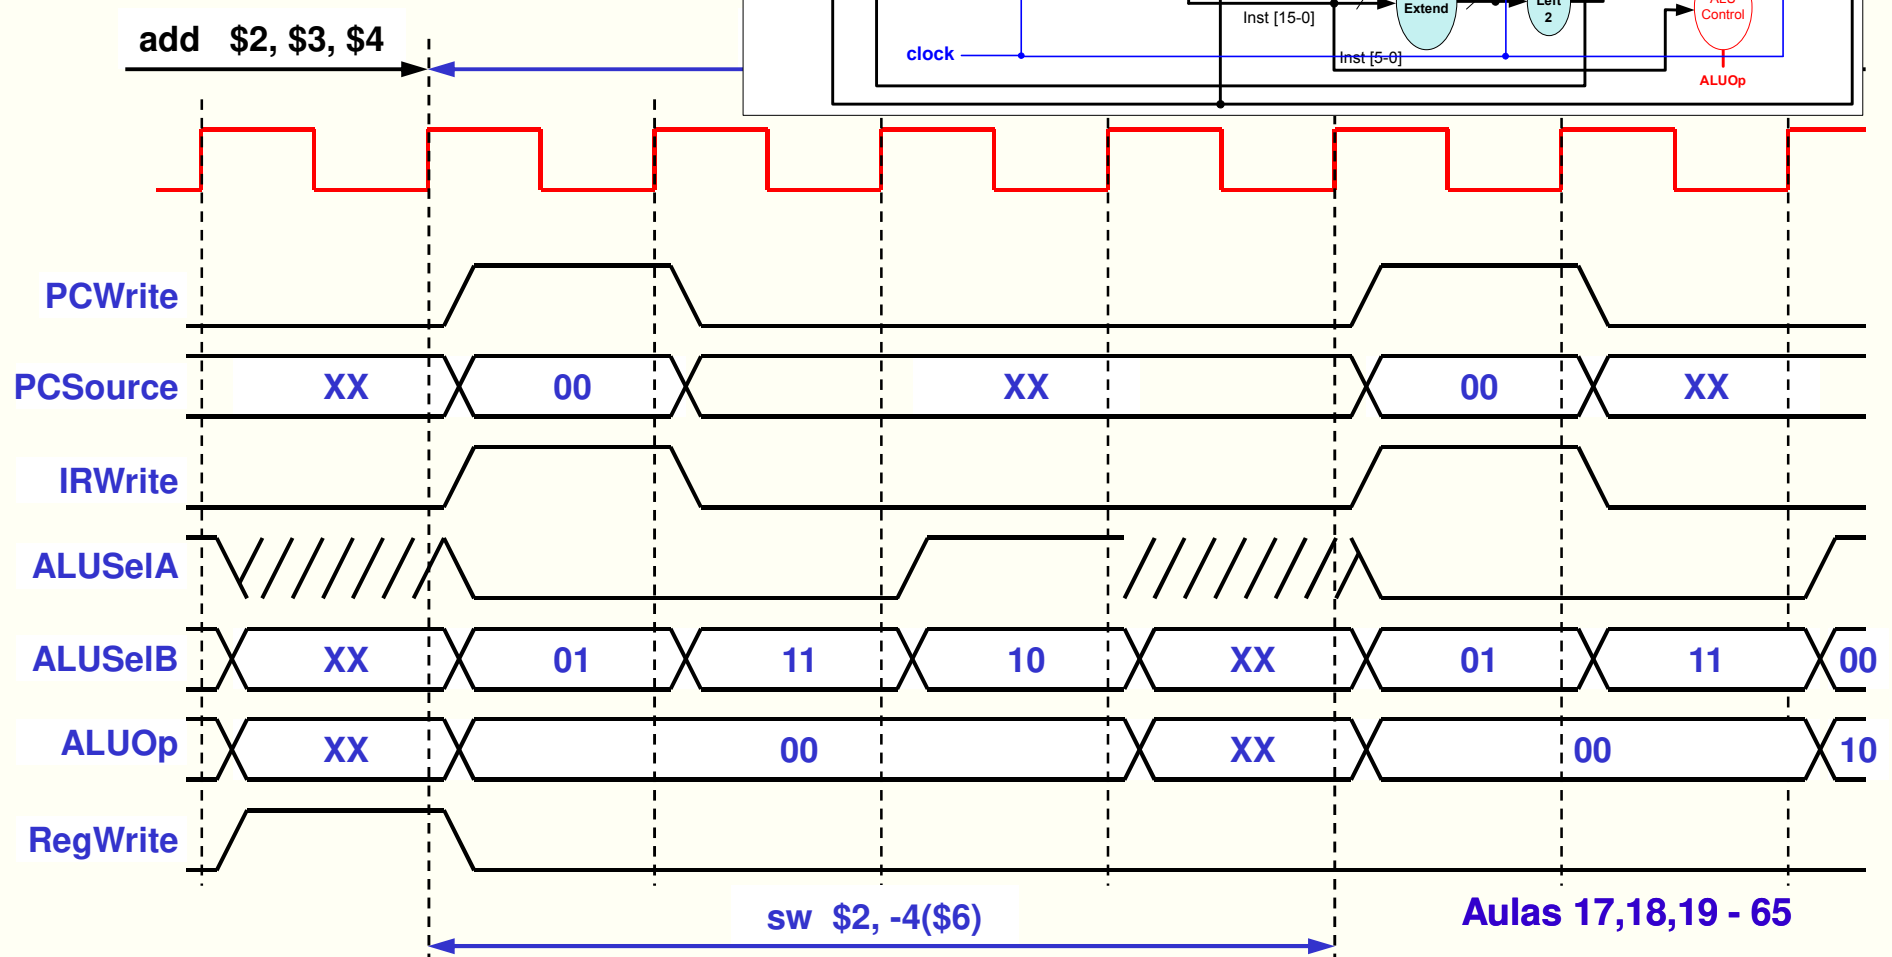 Extend
Left
2
ALU
Control
Inst [15-0]
add $2, $3, $4
clock
Inst [5-0]
ALUOp
PCWrite
PCSource XX 00 XX 00 XX
IRWrite
ALUSelA
ALUSelB XX 01 11 10 XX 01 11 00
ALUOp XX 00 XX 00 10
RegWrite
sw $2, -4($6)
Aulas 17,18,19 - 65